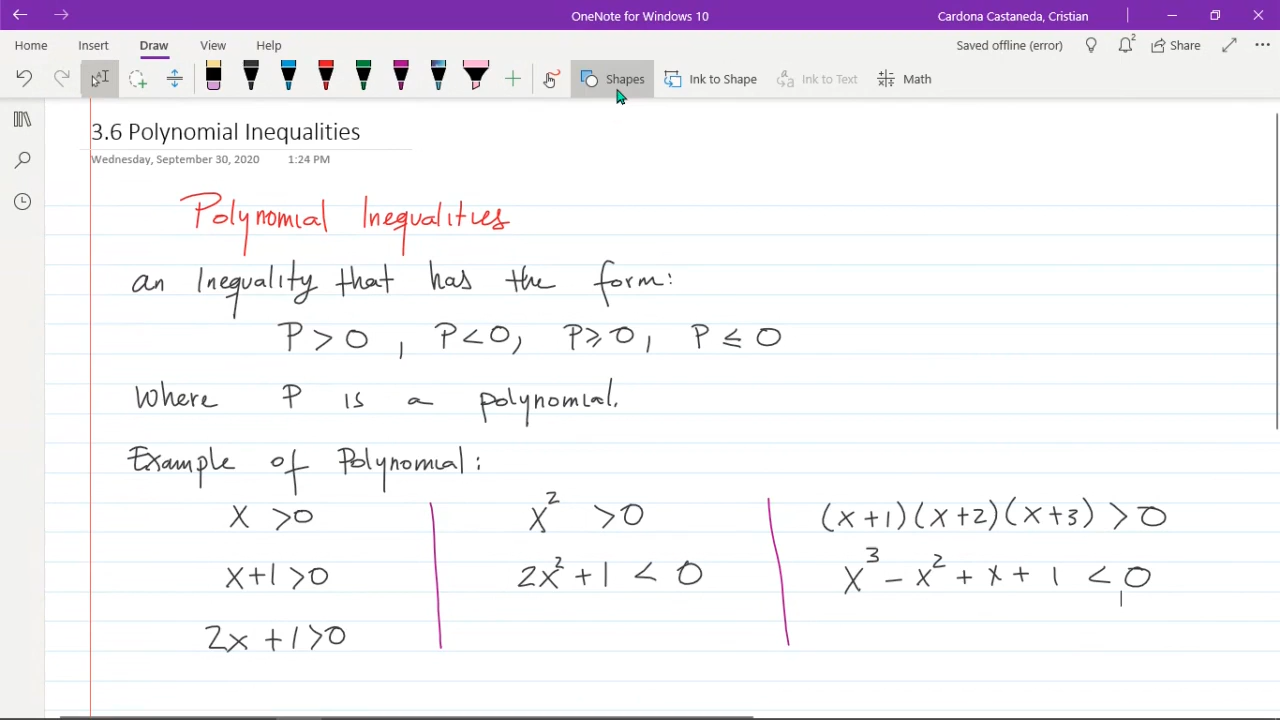 OneNote for Windows 10
Cardona Castaneda, Cristian
Home Insert Draw View Help
Saved offline (error) Share
Shapes Ink to Shape Ink to Text Math
3.6 Polynomial Inequalities
Wednesday, September 30, 2020 1:24 PM
Polynomial Inequalities
an Inequality that has the form:
P > 0 , P < 0, P ⩾ 0, P ≤ 0
Where P is a polynomial.
Example of Polynomial:
x > 0 x² > 0 (x+1)(x+2)(x+3) > 0
x+1 > 0 2x² + 1 < 0 x³ - x² + x + 1 < 0
2x + 1 > 0